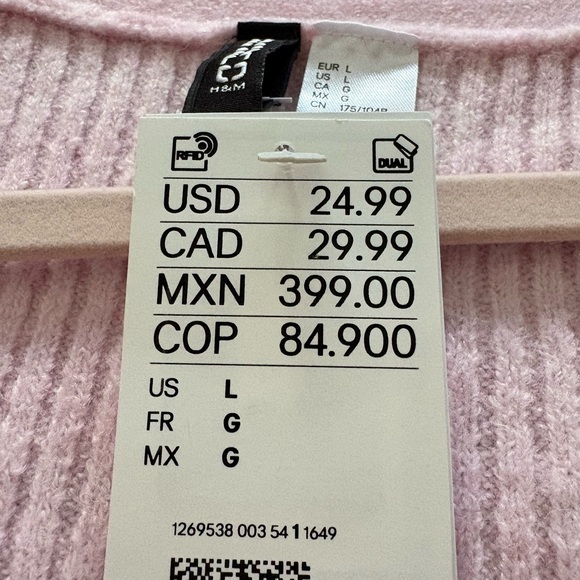 H&M
EUR L
US L
CA G
MX G
CN 175/104B
RFID
DUAL
USD 24.99
CAD 29.99
MXN 399.00
COP 84.900
US L
FR G
MX G
1269538 003 54 1 1649